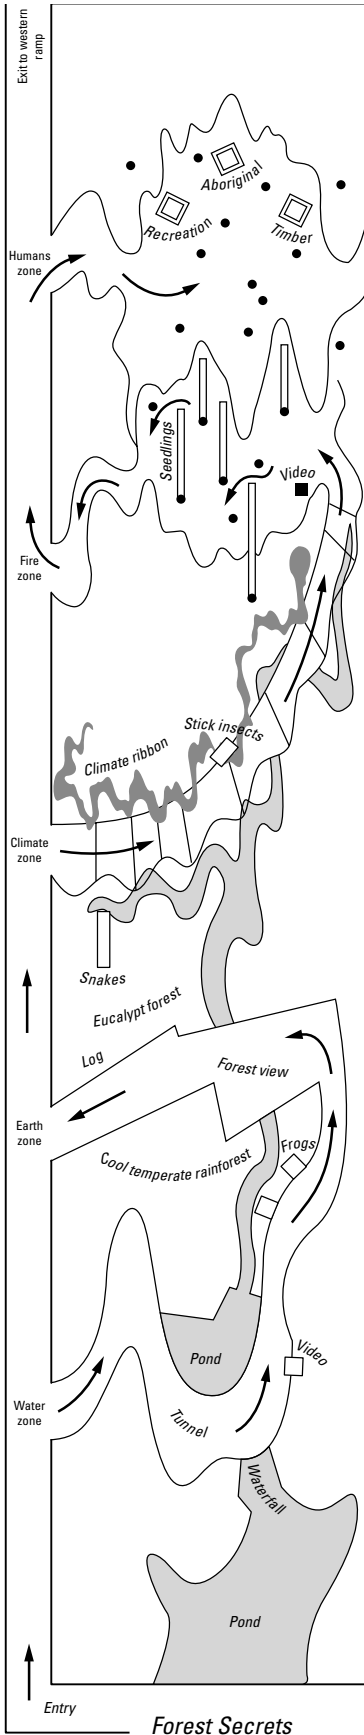 Exit to western
ramp
Aboriginal
Recreation
Timber
Humans
zone
Seedlings
Video
Fire
zone
Stick insects
Climate ribbon
Climate
zone
Snakes
Eucalypt forest
Log
Forest view
Earth
zone
Frogs
Cool temperate rainforest
Video
Pond
Water
zone
Tunnel
Waterfall
Pond
Entry
Forest Secrets